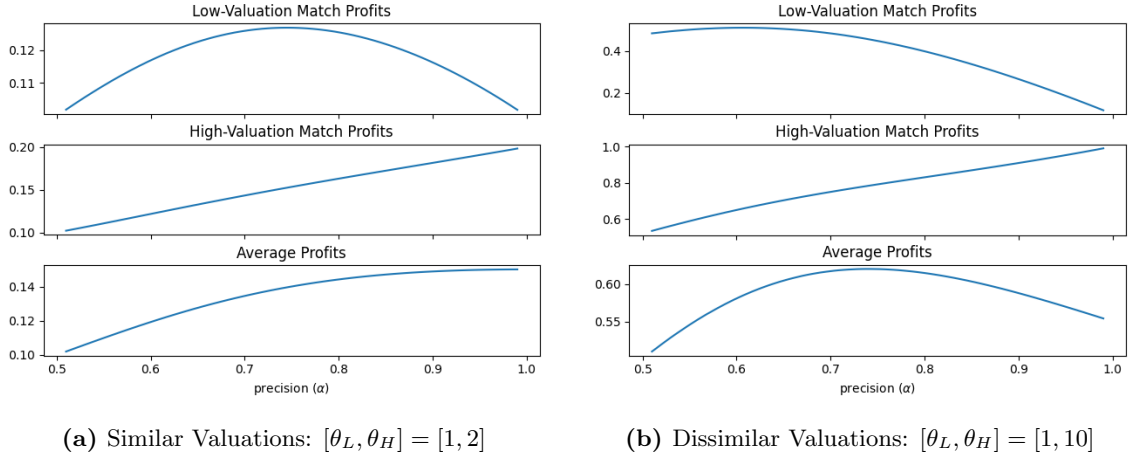 Low-Valuation Match Profits
0.12
0.11
High-Valuation Match Profits
0.20
0.15
0.10
Average Profits
0.14
0.12
0.10
0.5 0.6 0.7 0.8 0.9 1.0
precision (α)
(a) Similar Valuations: [θ_L, θ_H] = [1, 2]
Low-Valuation Match Profits
0.4
0.2
High-Valuation Match Profits
1.0
0.8
0.6
Average Profits
0.60
0.55
0.5 0.6 0.7 0.8 0.9 1.0
precision (α)
(b) Dissimilar Valuations: [θ_L, θ_H] = [1, 10]